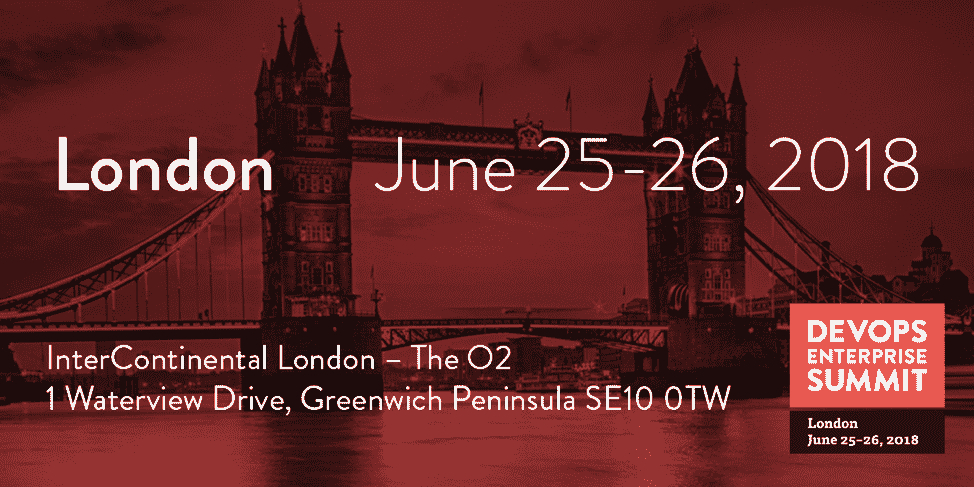 London June 25-26, 2018
InterContinental London – The O2
1 Waterview Drive, Greenwich Peninsula SE10 0TW
DEVOPS
ENTERPRISE
SUMMIT
London
June 25–26, 2018